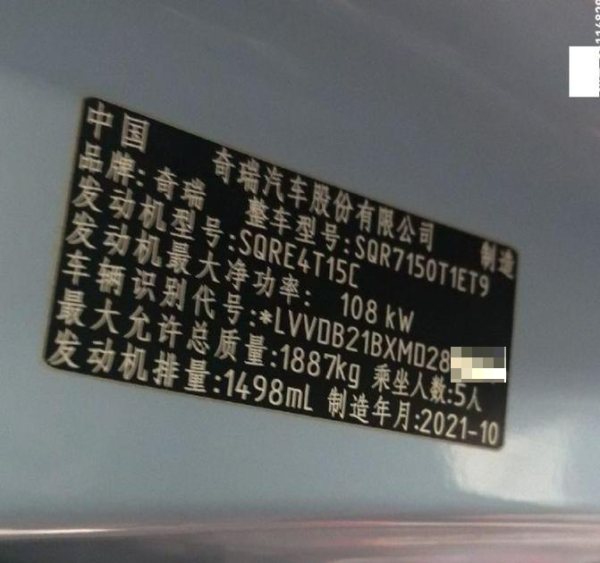 中国 奇瑞汽车股份有限公司 制造
品牌:奇瑞 整车型号:SQR7150T1ET9
发动机型号:SQRE4T15C
发动机最大净功率: 108 kW
车辆识别代号:*LVVDB21BXMD28
最大允许总质量:1887kg 乘坐人数:5人
发动机排量:1498mL 制造年月:2021-10